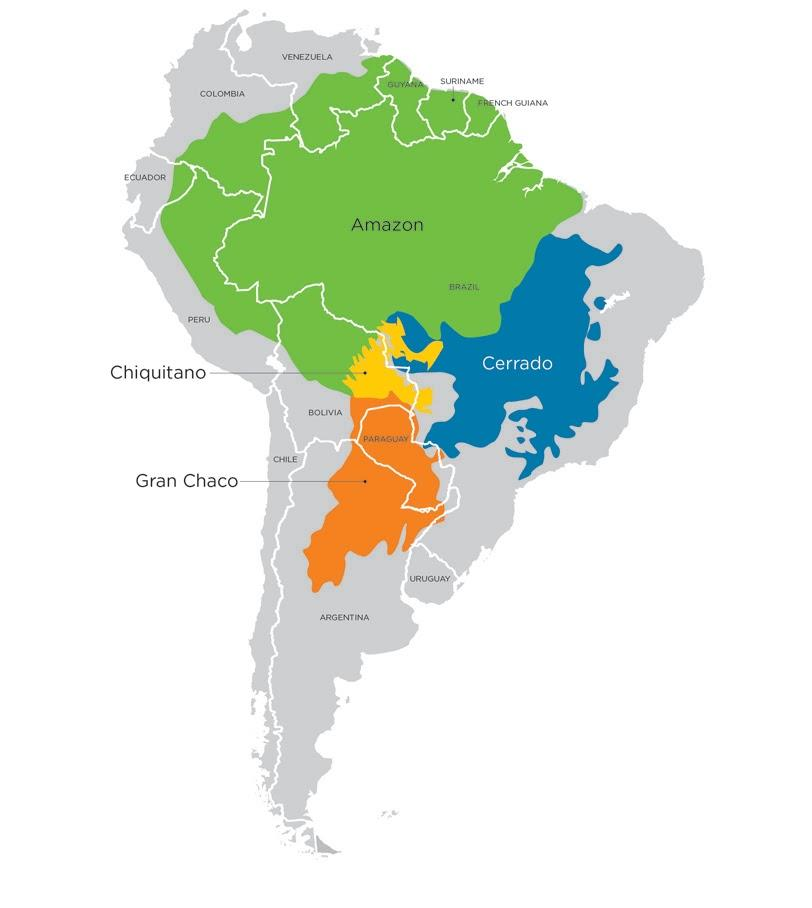 VENEZUELA
GUYANA
SURINAME
COLOMBIA
FRENCH GUIANA
ECUADOR
Amazon
BRAZIL
PERU
Cerrado
Chiquitano
BOLIVIA
PARAGUAY
CHILE
Gran Chaco
URUGUAY
ARGENTINA